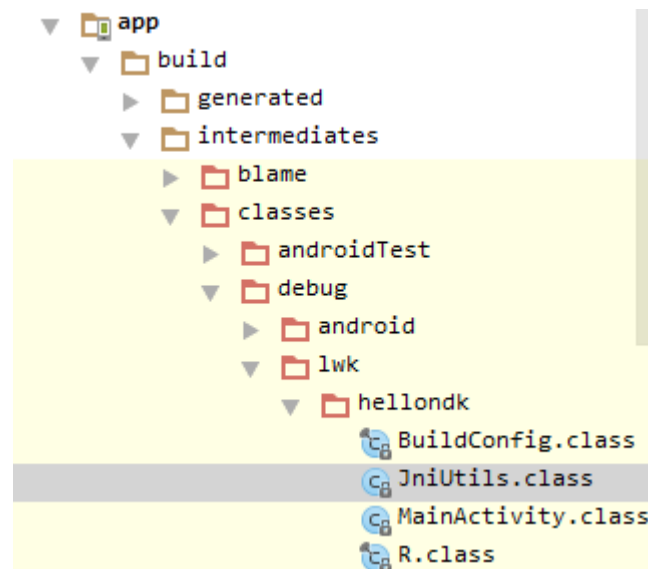 app
build
generated
intermediates
blame
classes
androidTest
debug
android
lwk
hellondk
BuildConfig.class
JniUtils.class
MainActivity.class
R.class